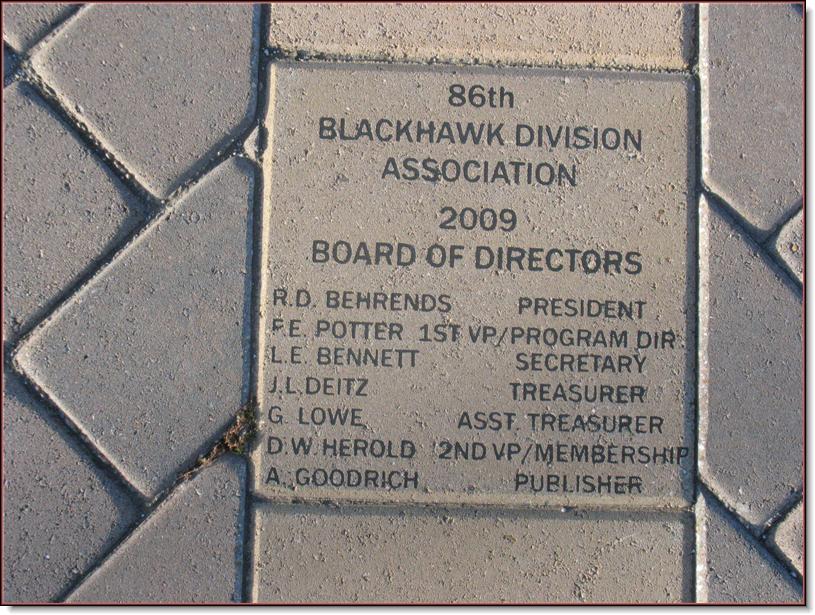 86th
BLACKHAWK DIVISION
ASSOCIATION
2009
BOARD OF DIRECTORS
R.D. BEHRENDS PRESIDENT
F.E. POTTER 1ST VP/PROGRAM DIR.
L.E. BENNETT SECRETARY
J.L.DEITZ TREASURER
G. LOWE ASST. TREASURER
D.W. HEROLD 2ND VP/MEMBERSHIP
A. GOODRICH PUBLISHER